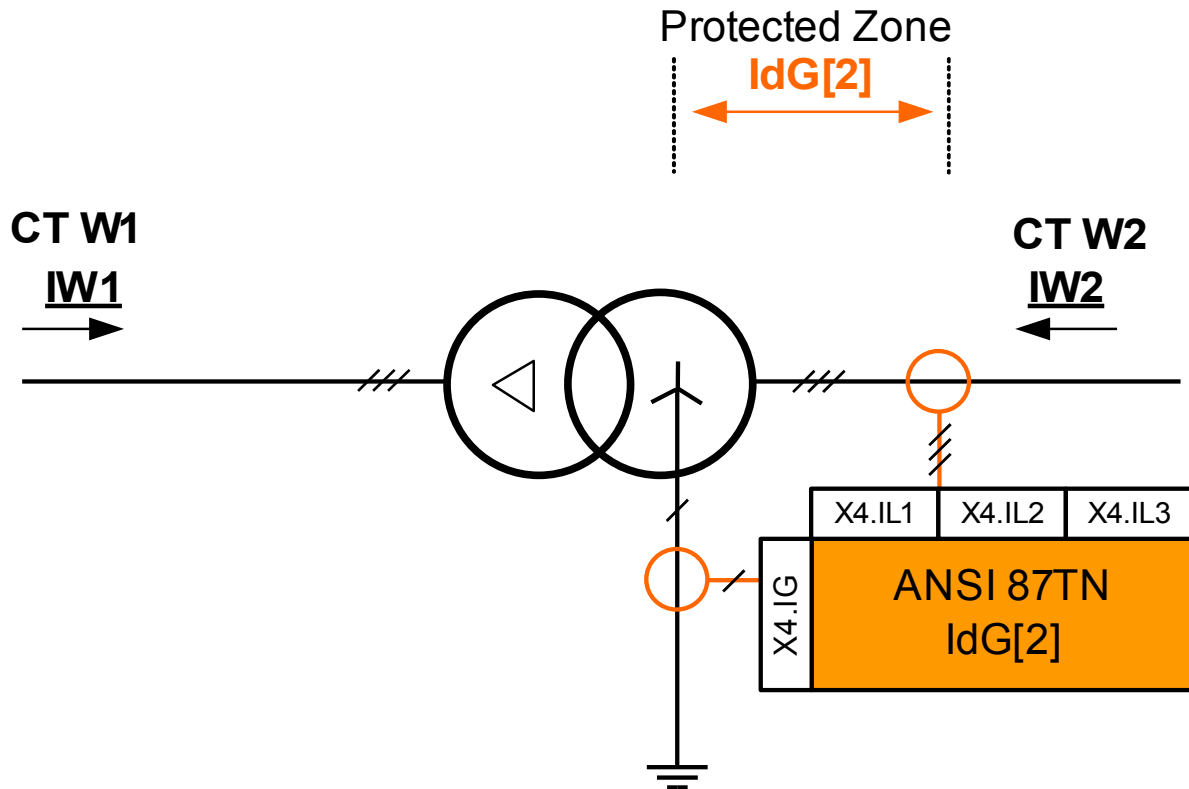 Protected Zone
IdG[2]
CT W1
IW1
CT W2
IW2
X4.IL1
X4.IL2
X4.IL3
X4.IG
ANSI 87TN
IdG[2]